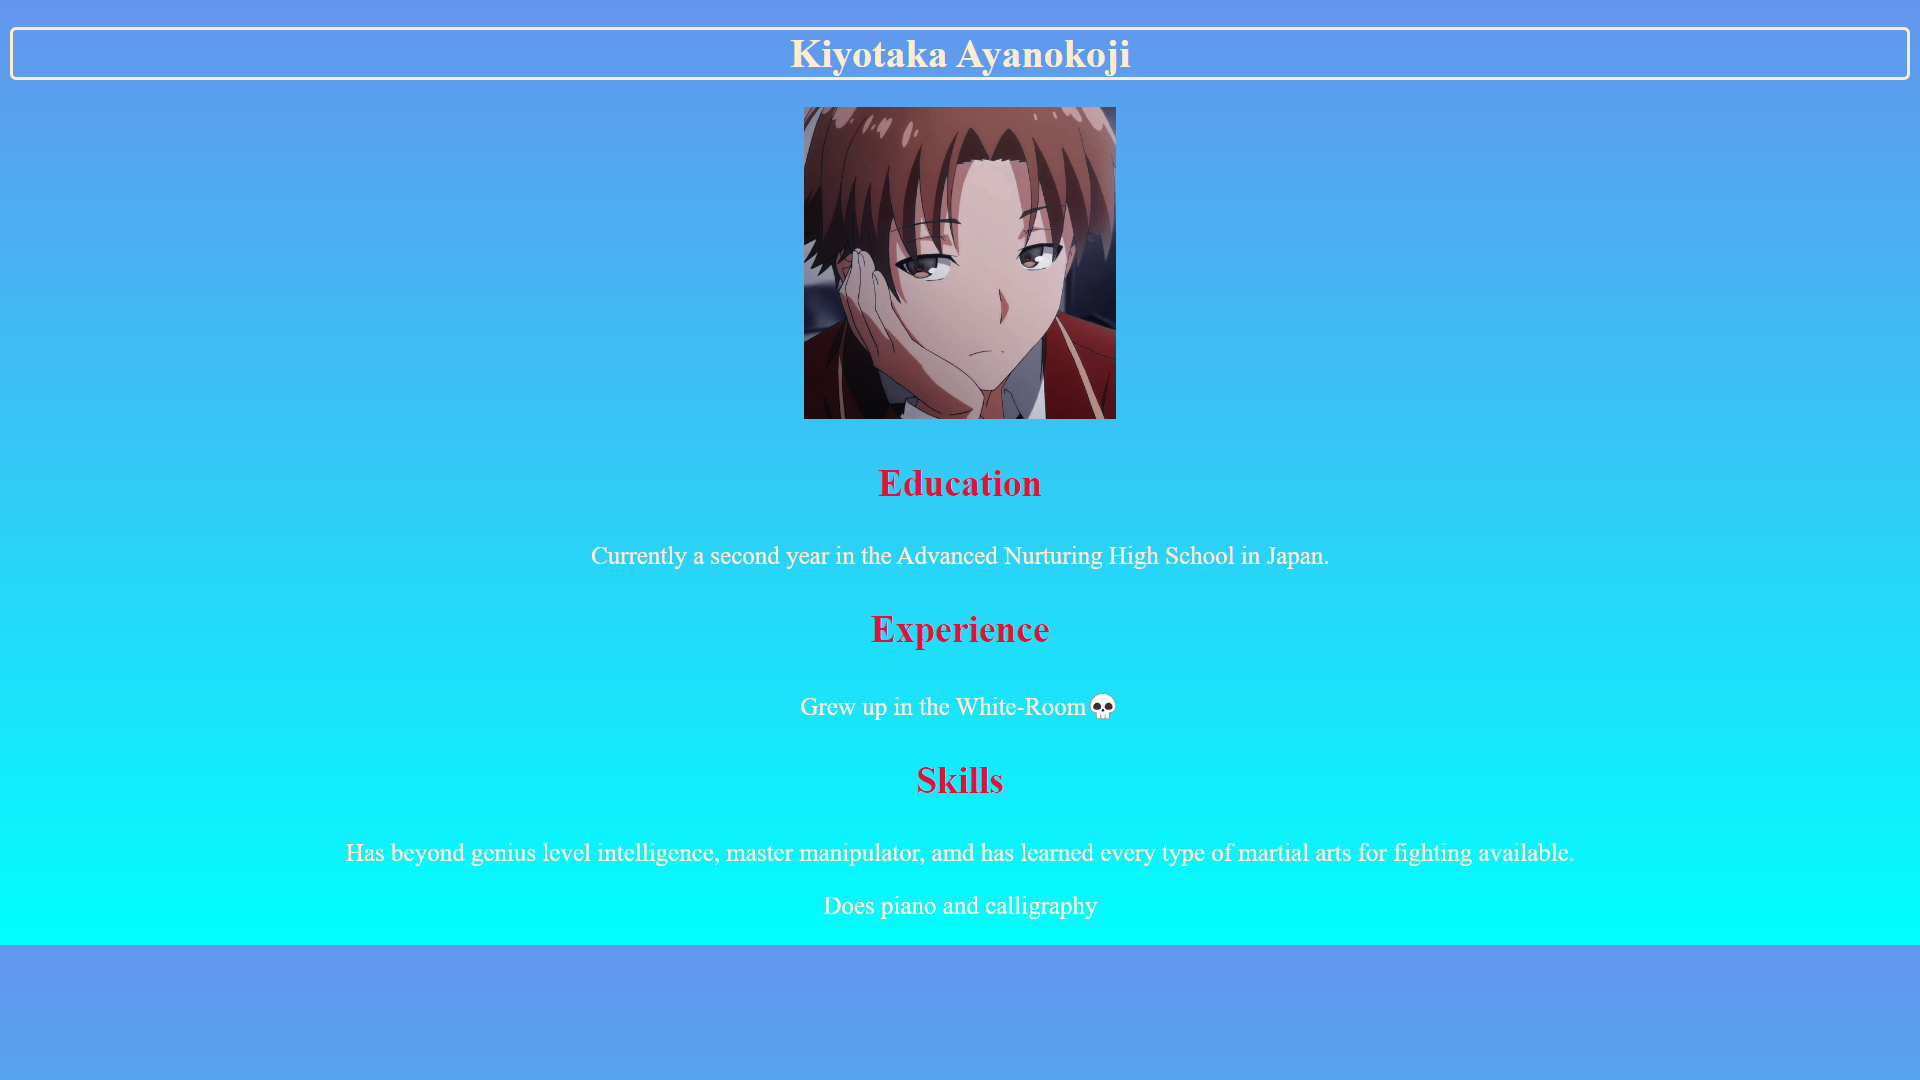 Kiyotaka Ayanokoji
Education
Currently a second year in the Advanced Nurturing High School in Japan.
Experience
Grew up in the White-Room💀
Skills
Has beyond genius level intelligence, master manipulator, amd has learned every type of martial arts for fighting available.
Does piano and calligraphy